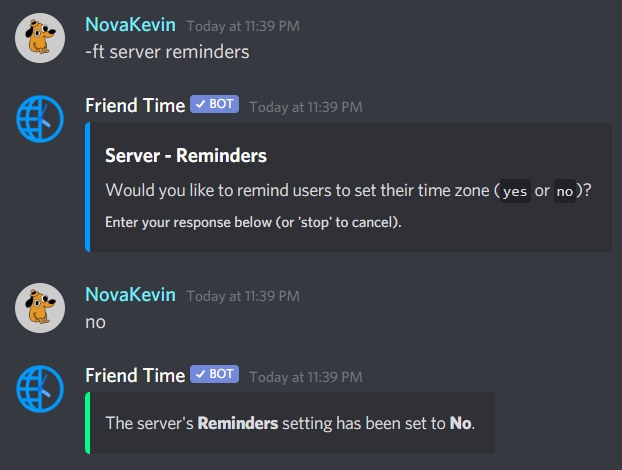 NovaKevin Today at 11:39 PM
-ft server reminders
Friend Time BOT Today at 11:39 PM
Server - Reminders
Would you like to remind users to set their time zone (yes or no)?
Enter your response below (or 'stop' to cancel).
NovaKevin Today at 11:39 PM
no
Friend Time BOT Today at 11:39 PM
The server's Reminders setting has been set to No.